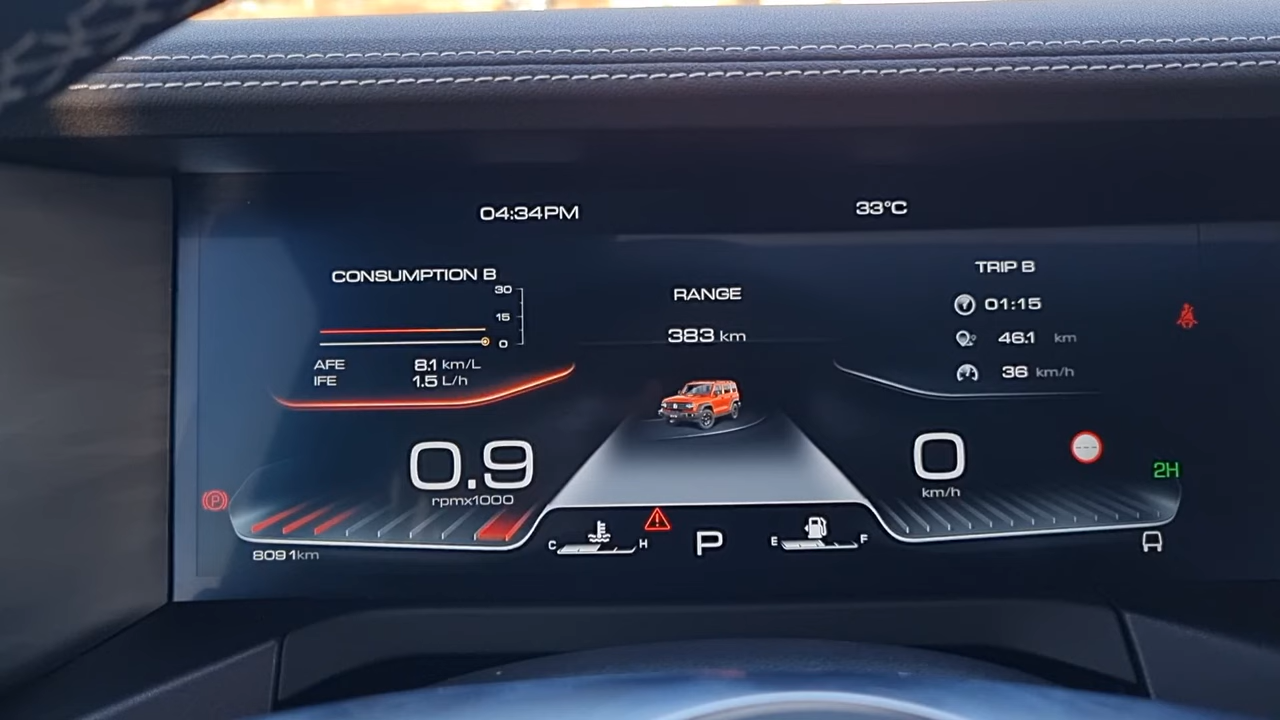 04:34PM
33°C
CONSUMPTION B
30
15
0
AFE 8.1 km/L
IFE 1.5 L/h
RANGE
383 km
TRIP B
01:15
46.1 km
36 km/h
0.9
rpmx1000
0
km/h
2H
P
8091km
C H
P
E F